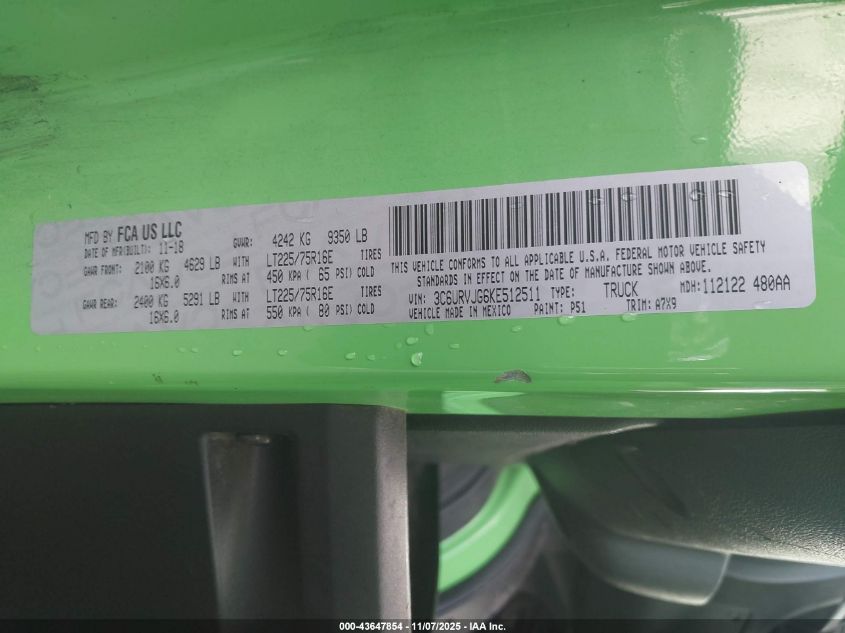 MFD BY FCA US LLC
DATE OF MFR(BUILT): 11-18 GVWR: 4242 KG 9350 LB
GAWR FRONT: 2100 KG 4629 LB WITH LT225/75R16E TIRES
16X6.0 RIMS AT 450 KPA ( 65 PSI) COLD
GAWR REAR: 2400 KG 5291 LB WITH LT225/75R16E TIRES
16X6.0 RIMS AT 550 KPA ( 80 PSI) COLD
THIS VEHICLE CONFORMS TO ALL APPLICABLE U.S.A. FEDERAL MOTOR VEHICLE SAFETY
STANDARDS IN EFFECT ON THE DATE OF MANUFACTURE SHOWN ABOVE.
VIN: 3C6URVJG6KE512511 TYPE: TRUCK MDH:112122 480AA
VEHICLE MADE IN MEXICO PAINT: P51 TRIM: A7X9
000-43647854 - 11/07/2025 - IAA Inc.